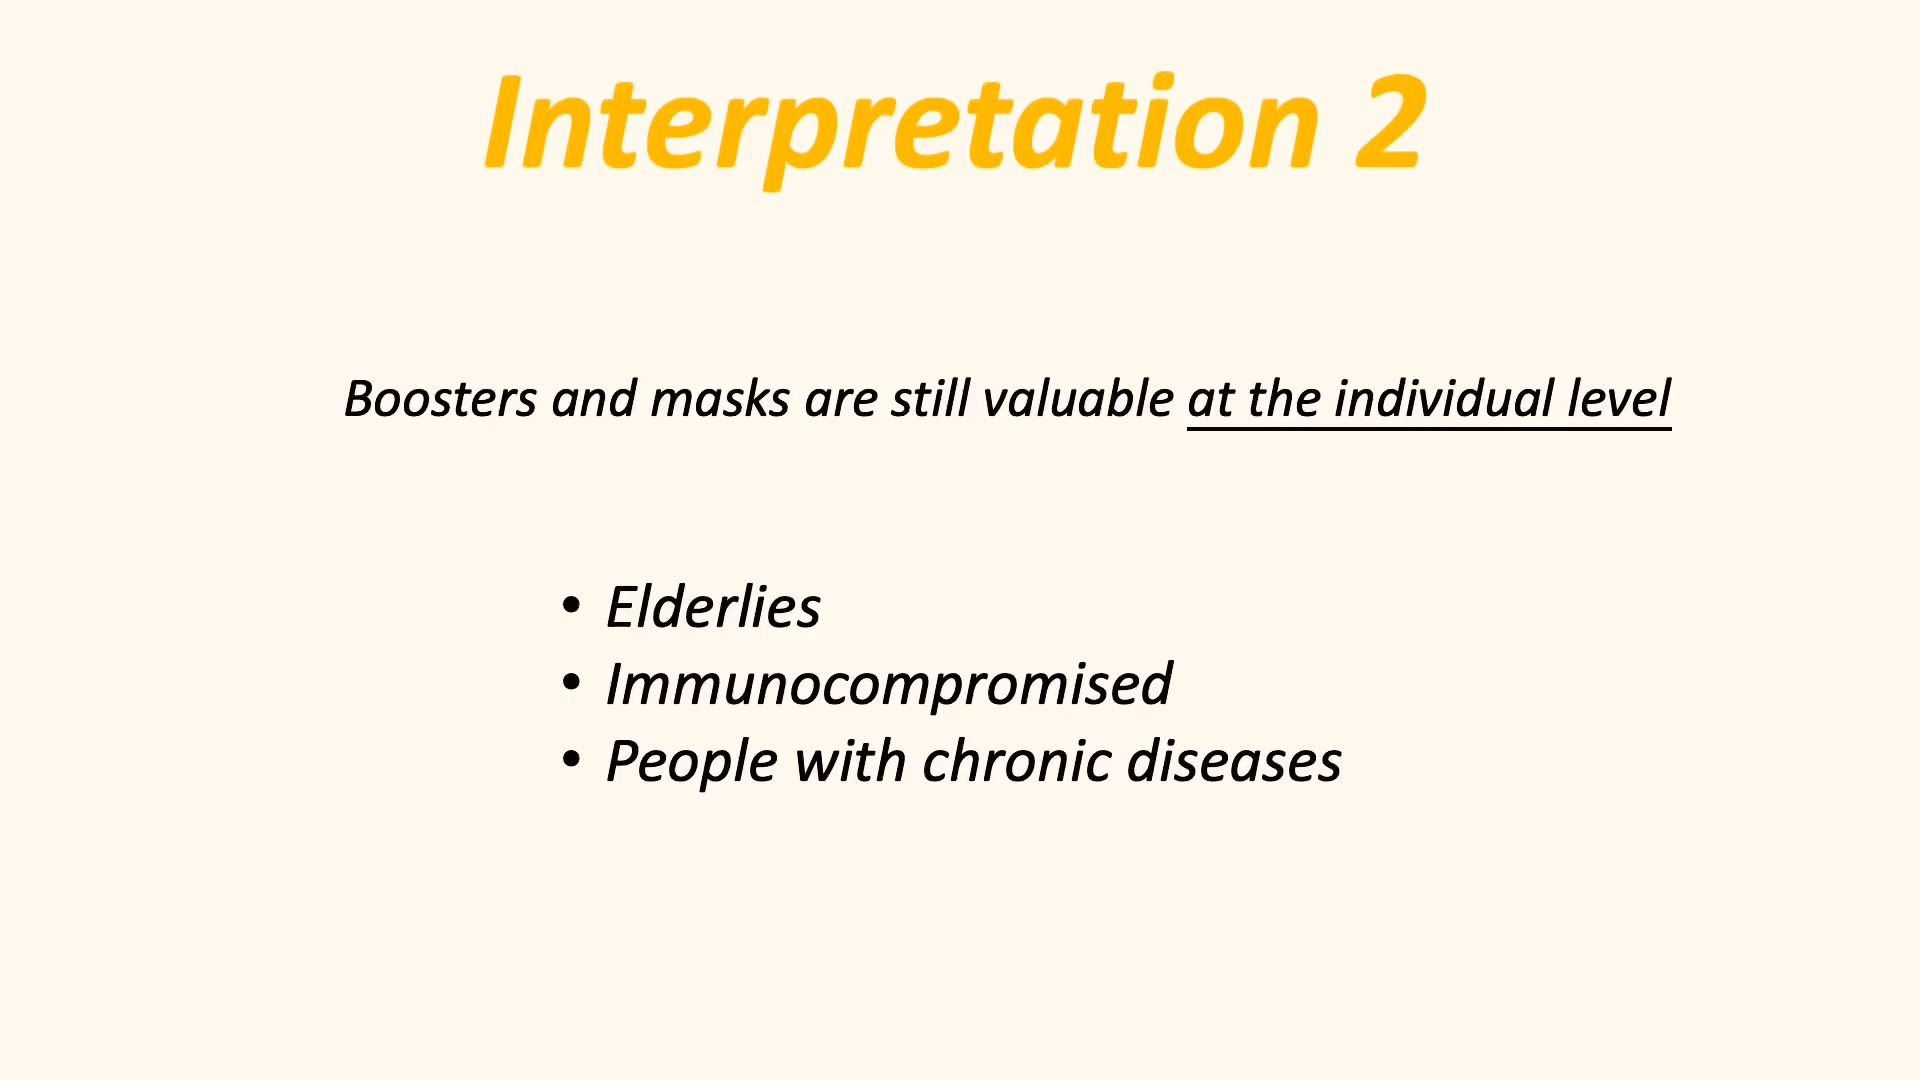 Interpretation 2
Boosters and masks are still valuable at the individual level
• Elderlies
• Immunocompromised
• People with chronic diseases